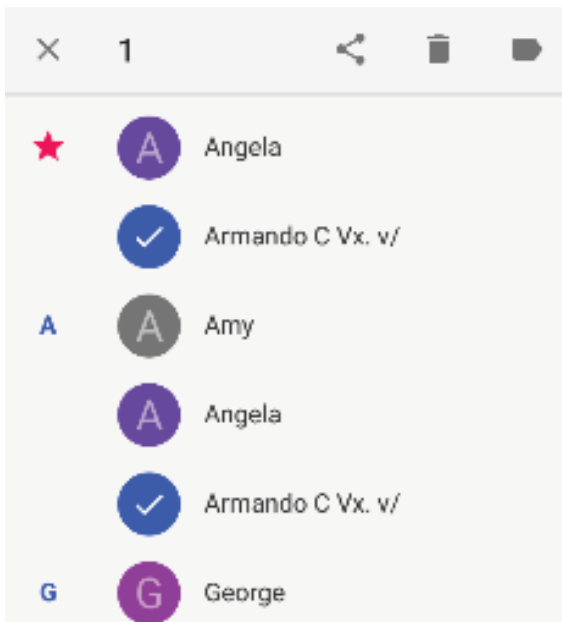 1
A Angela
Armando C Vx. v/
A A Amy
A Angela
Armando C Vx. v/
G G George